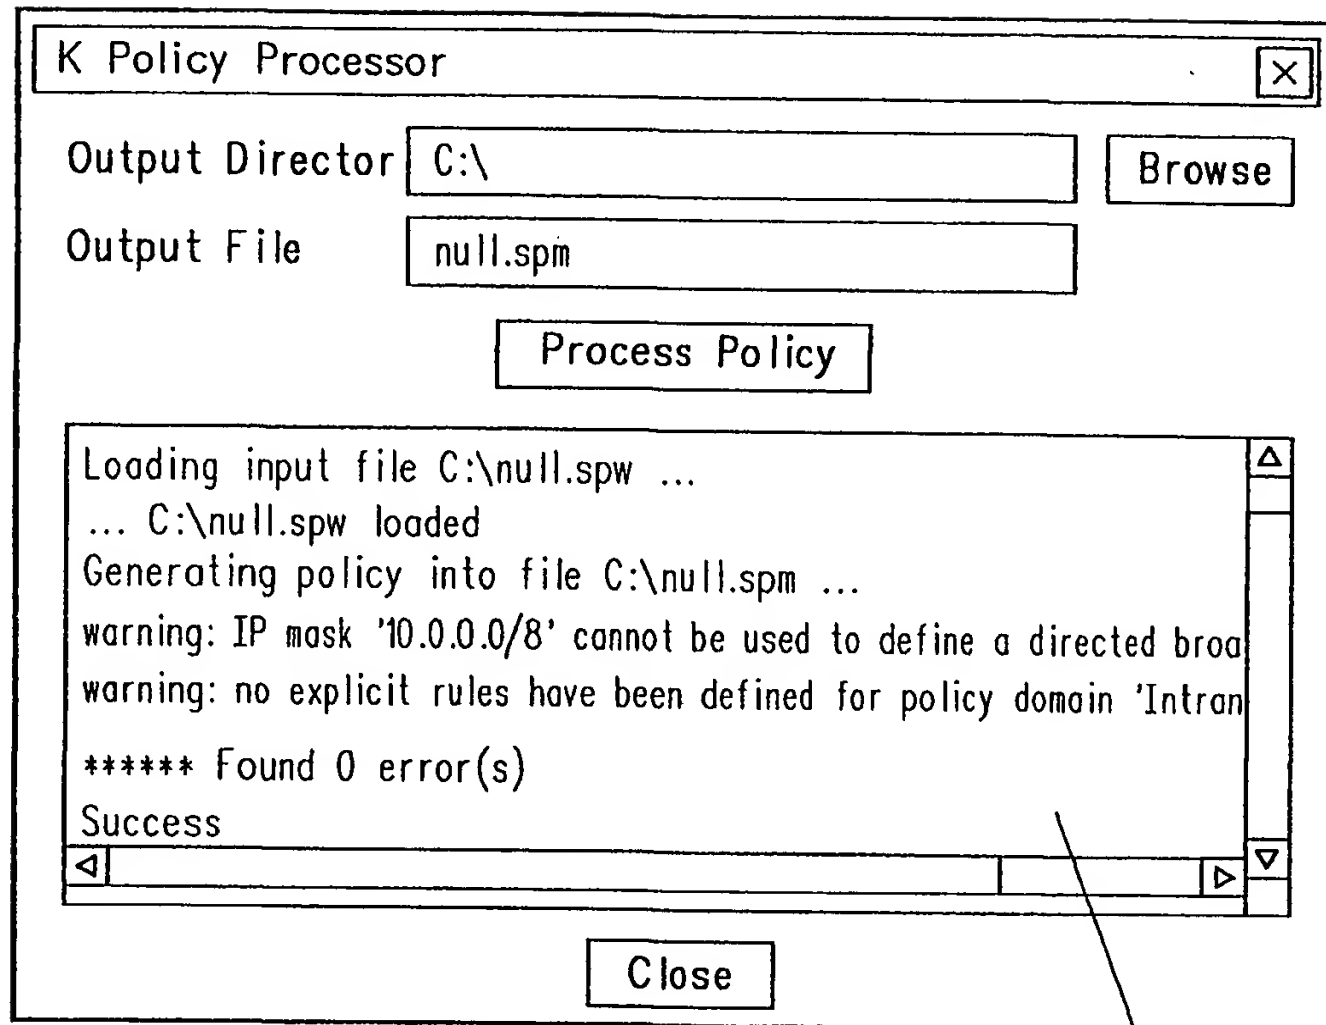 K Policy Processor
Output Director C:\ Browse
Output File null.spm
Process Policy
Loading input file C:\null.spw ...
... C:\null.spw loaded
Generating policy into file C:\null.spm ...
warning: IP mask '10.0.0.0/8' cannot be used to define a directed broa
warning: no explicit rules have been defined for policy domain 'Intran
****** Found 0 error(s)
Success
Close